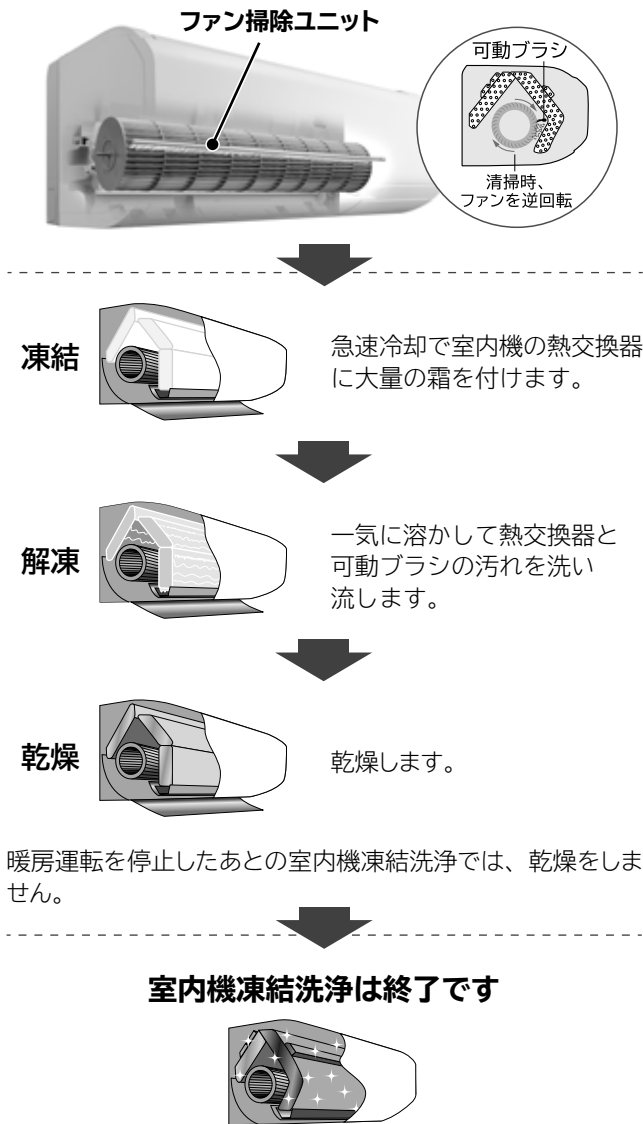 ファン掃除ユニット
可動ブラシ
清掃時、
ファンを逆回転
凍結
急速冷却で室内機の熱交換器
に大量の霜を付けます。
解凍
一気に溶かして熱交換器と
可動ブラシの汚れを洗い
流します。
乾燥
乾燥します。
暖房運転を停止したあとの室内機凍結洗浄では、乾燥をしま
せん。
室内機凍結洗浄は終了です